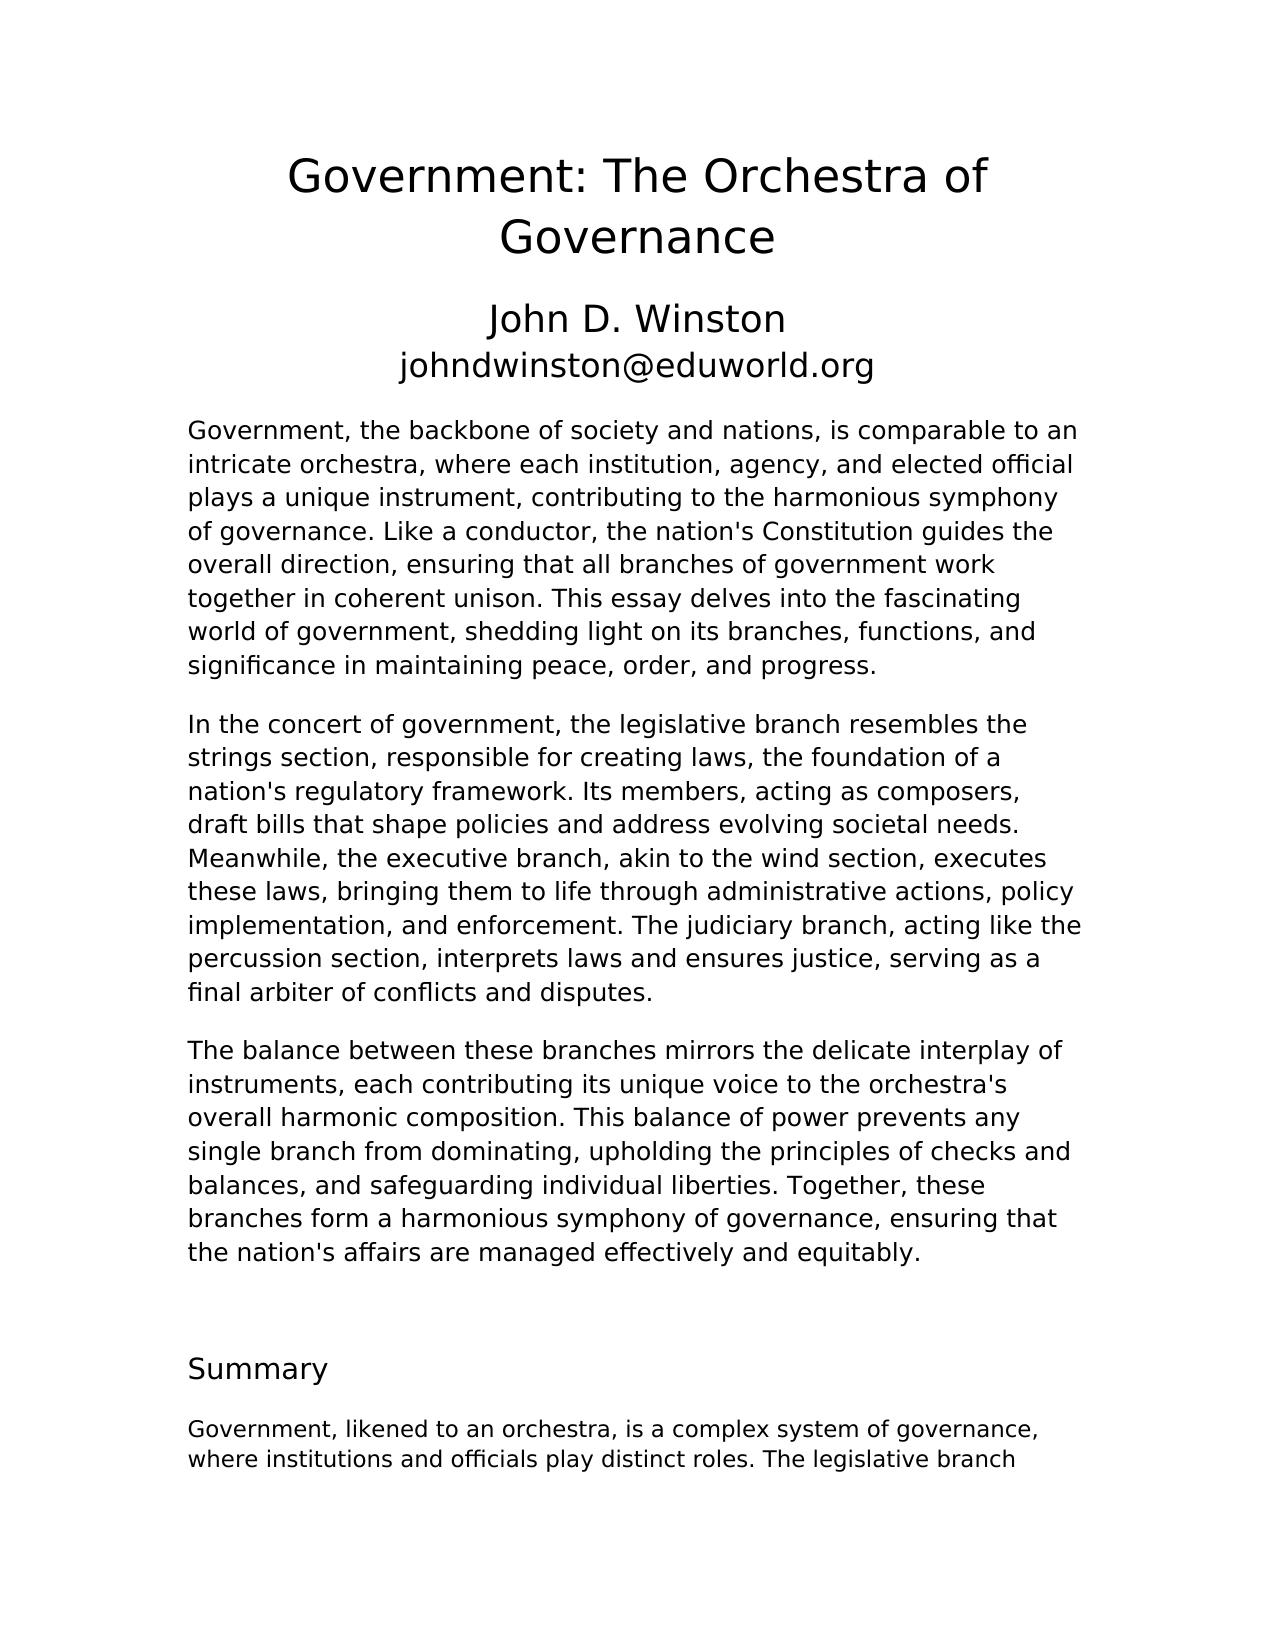 Government: The Orchestra of
Governance
John D. Winston
johndwinston@eduworld.org
Government, the backbone of society and nations, is comparable to an
intricate orchestra, where each institution, agency, and elected official
plays a unique instrument, contributing to the harmonious symphony
of governance. Like a conductor, the nation's Constitution guides the
overall direction, ensuring that all branches of government work
together in coherent unison. This essay delves into the fascinating
world of government, shedding light on its branches, functions, and
significance in maintaining peace, order, and progress.
In the concert of government, the legislative branch resembles the
strings section, responsible for creating laws, the foundation of a
nation's regulatory framework. Its members, acting as composers,
draft bills that shape policies and address evolving societal needs.
Meanwhile, the executive branch, akin to the wind section, executes
these laws, bringing them to life through administrative actions, policy
implementation, and enforcement. The judiciary branch, acting like the
percussion section, interprets laws and ensures justice, serving as a
final arbiter of conflicts and disputes.
The balance between these branches mirrors the delicate interplay of
instruments, each contributing its unique voice to the orchestra's
overall harmonic composition. This balance of power prevents any
single branch from dominating, upholding the principles of checks and
balances, and safeguarding individual liberties. Together, these
branches form a harmonious symphony of governance, ensuring that
the nation's affairs are managed effectively and equitably.
Summary
Government, likened to an orchestra, is a complex system of governance,
where institutions and officials play distinct roles. The legislative branch